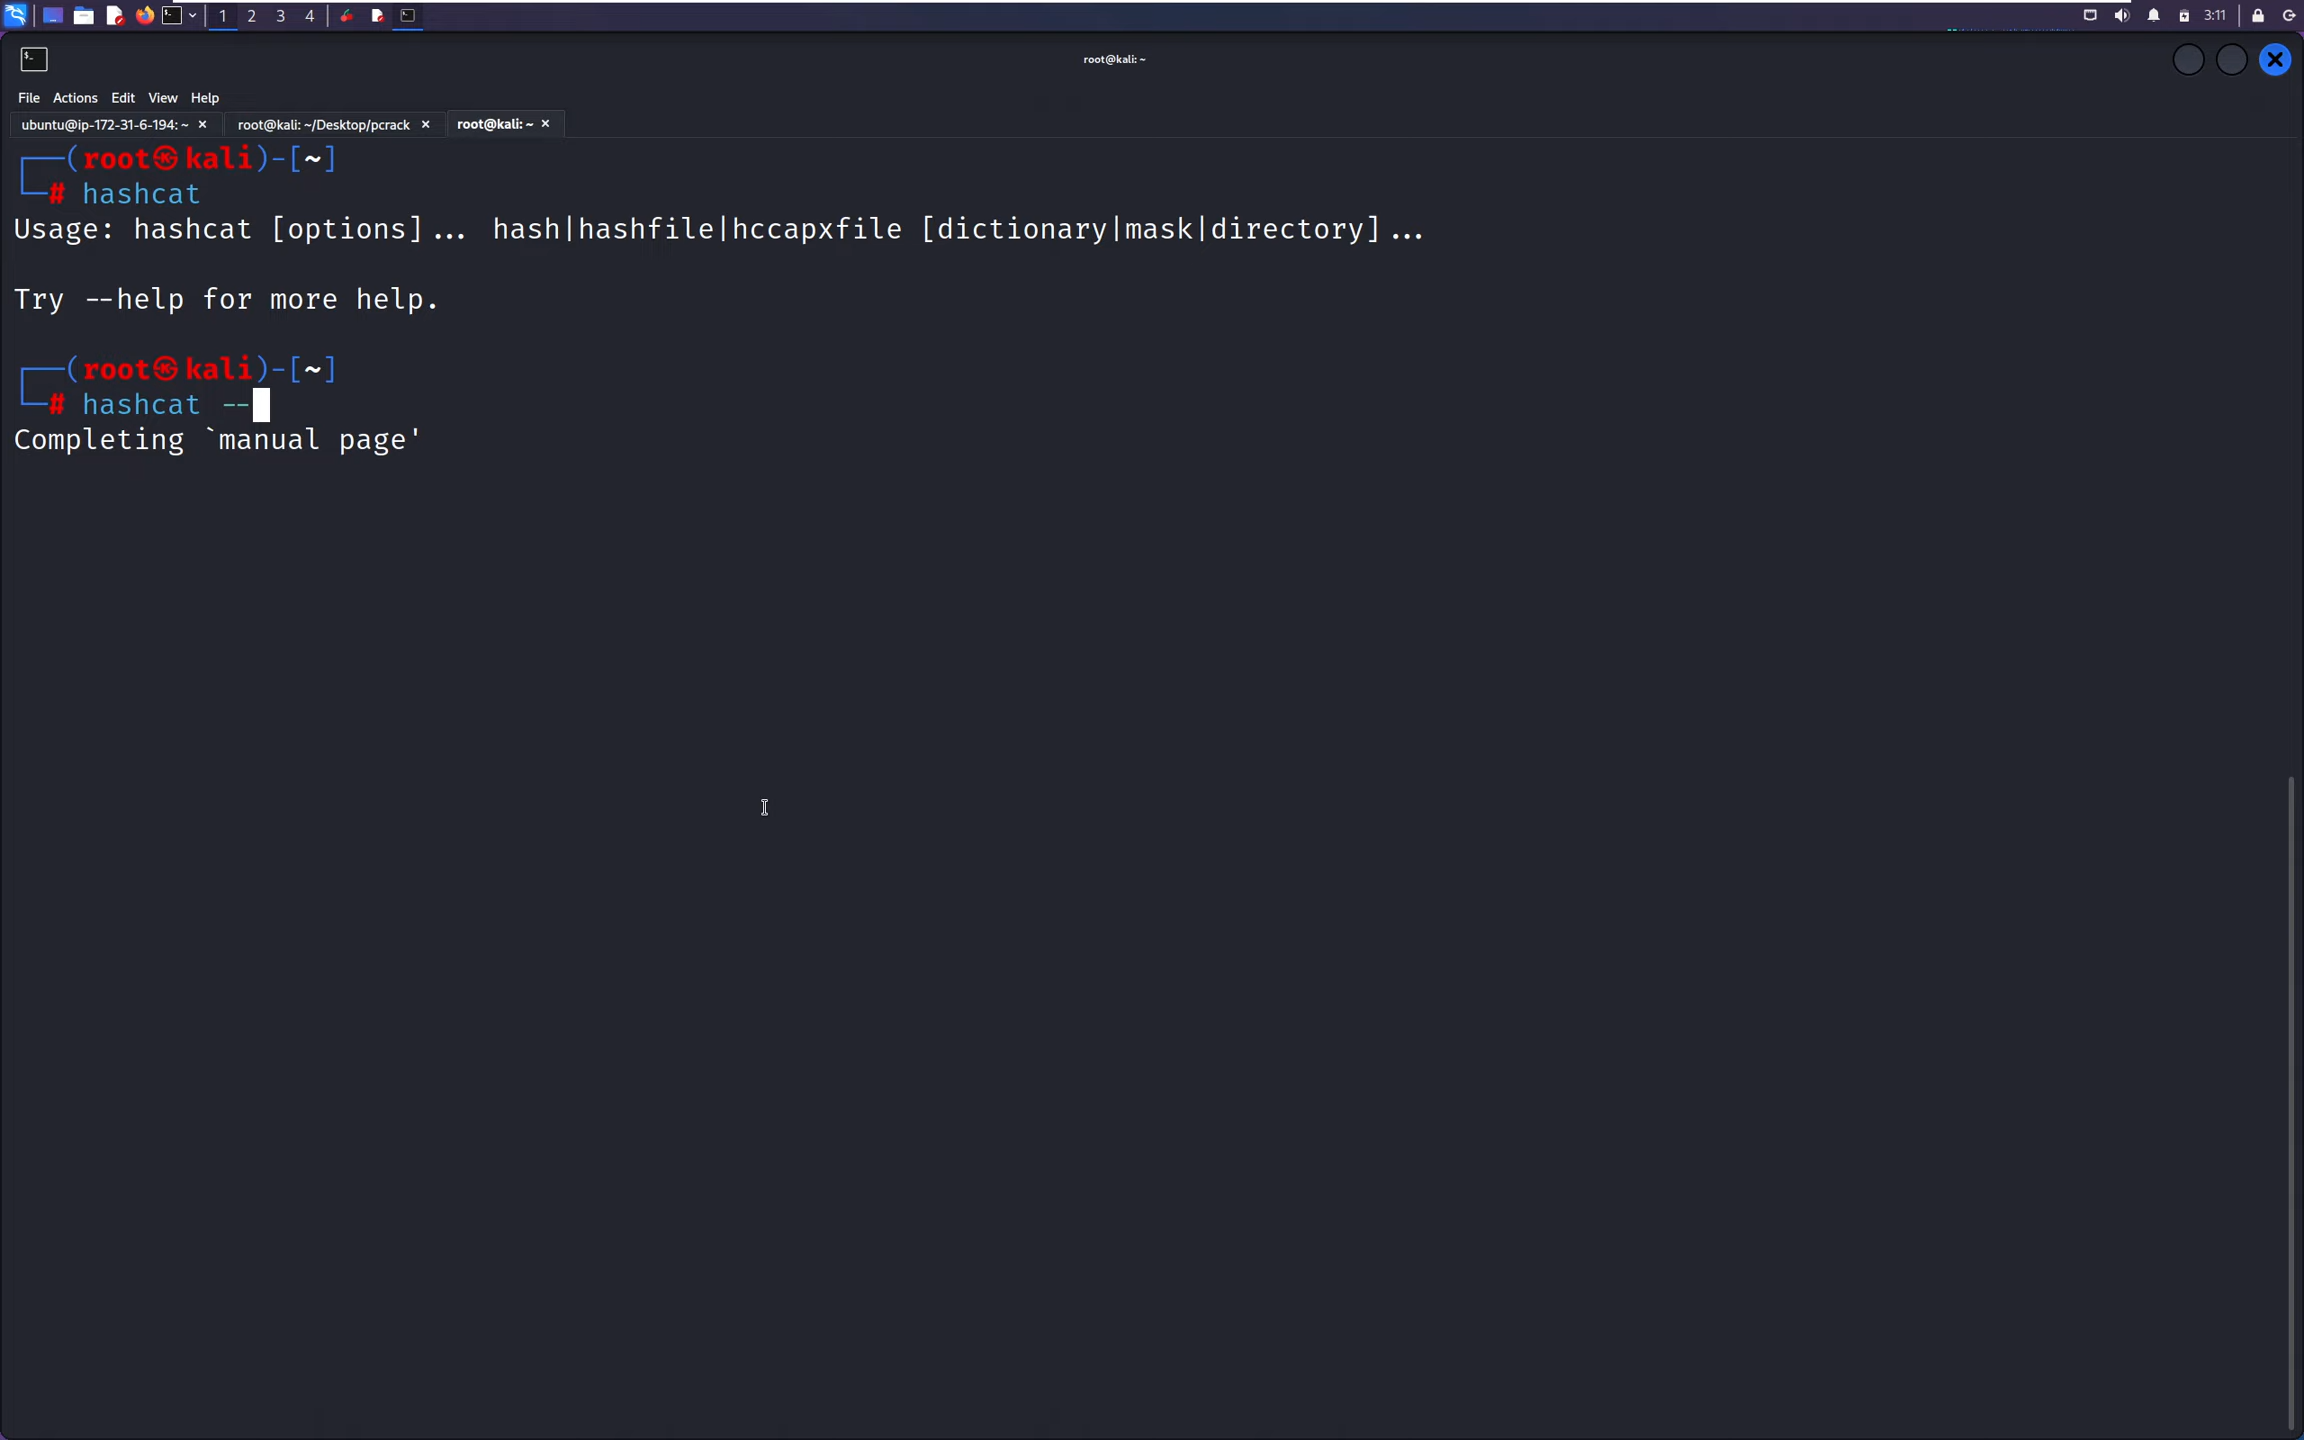 1 2 3 4 3:11
root@kali: ~
File Actions Edit View Help
ubuntu@ip-172-31-6-194: ~ root@kali: ~/Desktop/pcrack root@kali: ~
(root㉿kali)-[~]
# hashcat
Usage: hashcat [options]... hash|hashfile|hccapxfile [dictionary|mask|directory]...
Try --help for more help.
(root㉿kali)-[~]
# hashcat --
Completing `manual page'